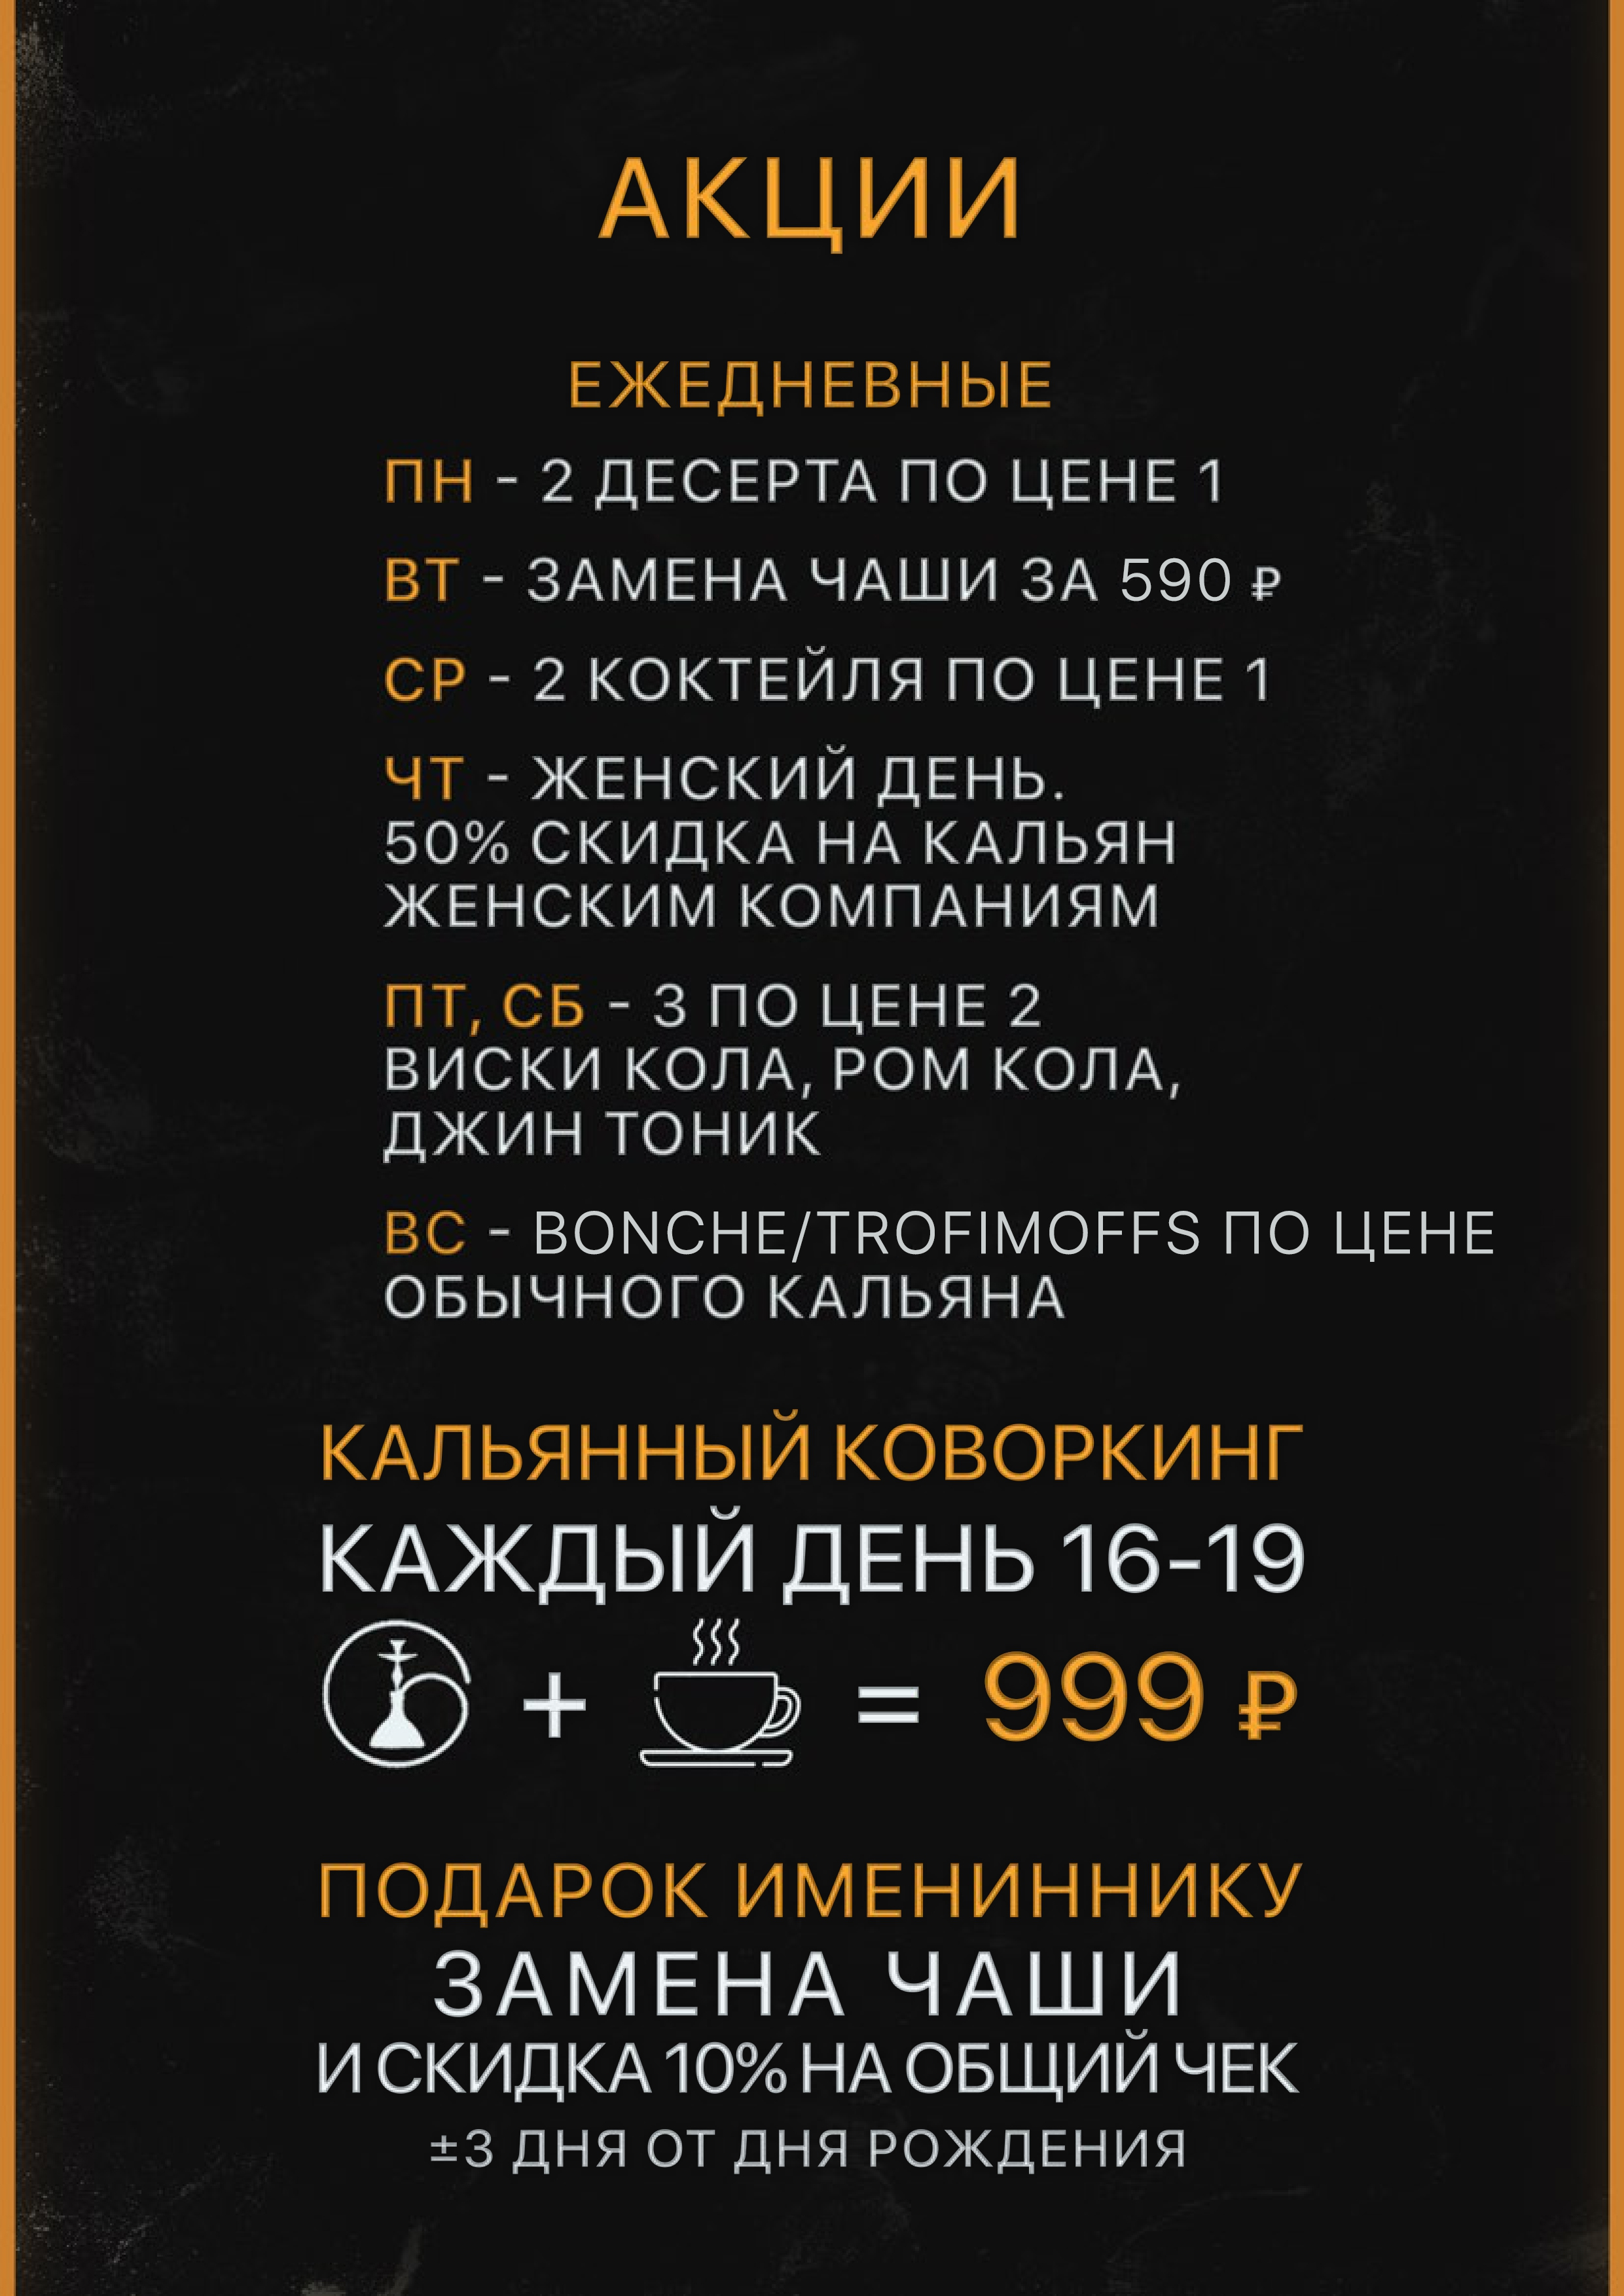 АКЦИИ
ЕЖЕДНЕВНЫЕ
ПН - 2 ДЕСЕРТА ПО ЦЕНЕ 1
ВТ - ЗАМЕНА ЧАШИ ЗА 590 ₽
СР - 2 КОКТЕЙЛЯ ПО ЦЕНЕ 1
ЧТ - ЖЕНСКИЙ ДЕНЬ.
50% СКИДКА НА КАЛЬЯН
ЖЕНСКИМ КОМПАНИЯМ
ПТ, СБ - 3 ПО ЦЕНЕ 2
ВИСКИ КОЛА, РОМ КОЛА,
ДЖИН ТОНИК
ВС - BONCHE/TROFIMOFFS ПО ЦЕНЕ
ОБЫЧНОГО КАЛЬЯНА
КАЛЬЯННЫЙ КОВОРКИНГ
КАЖДЫЙ ДЕНЬ 16-19
+ = 999 ₽
ПОДАРОК ИМЕНИННИКУ
ЗАМЕНА ЧАШИ
И СКИДКА 10% НА ОБЩИЙ ЧЕК
±3 ДНЯ ОТ ДНЯ РОЖДЕНИЯ